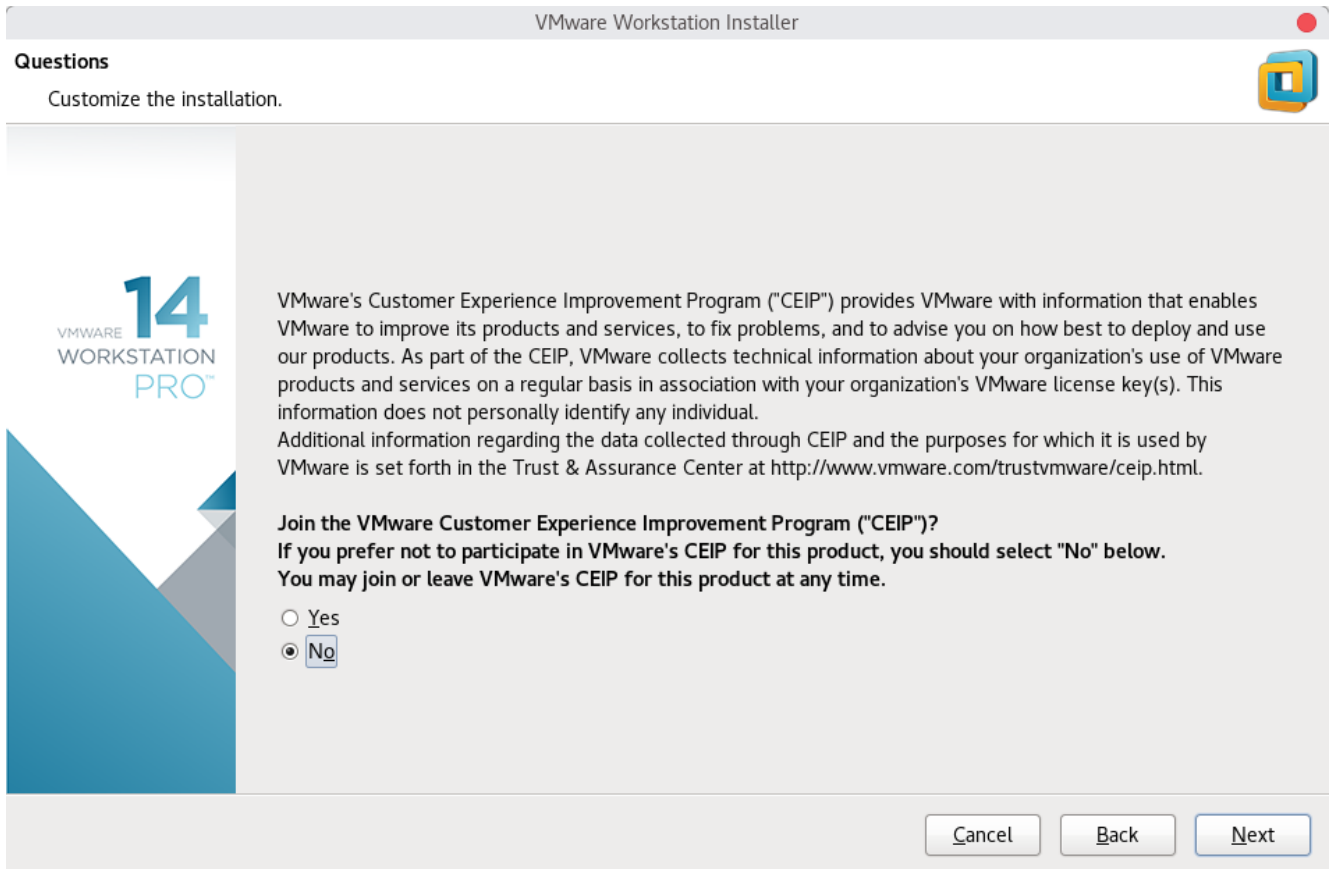 VMware Workstation Installer
Questions
Customize the installation.
14
VMWARE
WORKSTATION
PRO™
VMware's Customer Experience Improvement Program ("CEIP") provides VMware with information that enables
VMware to improve its products and services, to fix problems, and to advise you on how best to deploy and use
our products. As part of the CEIP, VMware collects technical information about your organization's use of VMware
products and services on a regular basis in association with your organization's VMware license key(s). This
information does not personally identify any individual.
Additional information regarding the data collected through CEIP and the purposes for which it is used by
VMware is set forth in the Trust & Assurance Center at http://www.vmware.com/trustvmware/ceip.html.
Join the VMware Customer Experience Improvement Program ("CEIP")?
If you prefer not to participate in VMware's CEIP for this product, you should select "No" below.
You may join or leave VMware's CEIP for this product at any time.
Yes
No
Cancel Back Next